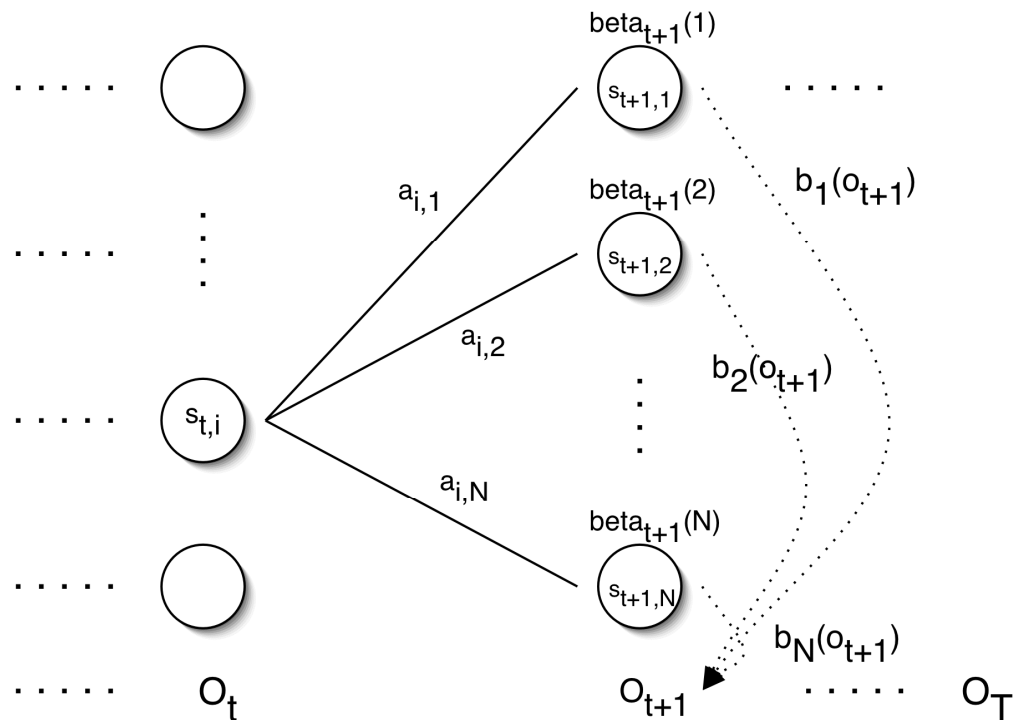 beta_{t+1}(1)
s_{t+1,1}
b_1(o_{t+1})
a_{i,1}
beta_{t+1}(2)
s_{t+1,2}
a_{i,2}
b_2(o_{t+1})
s_{t,i}
a_{i,N}
beta_{t+1}(N)
s_{t+1,N}
b_N(o_{t+1})
O_t
O_{t+1}
O_T